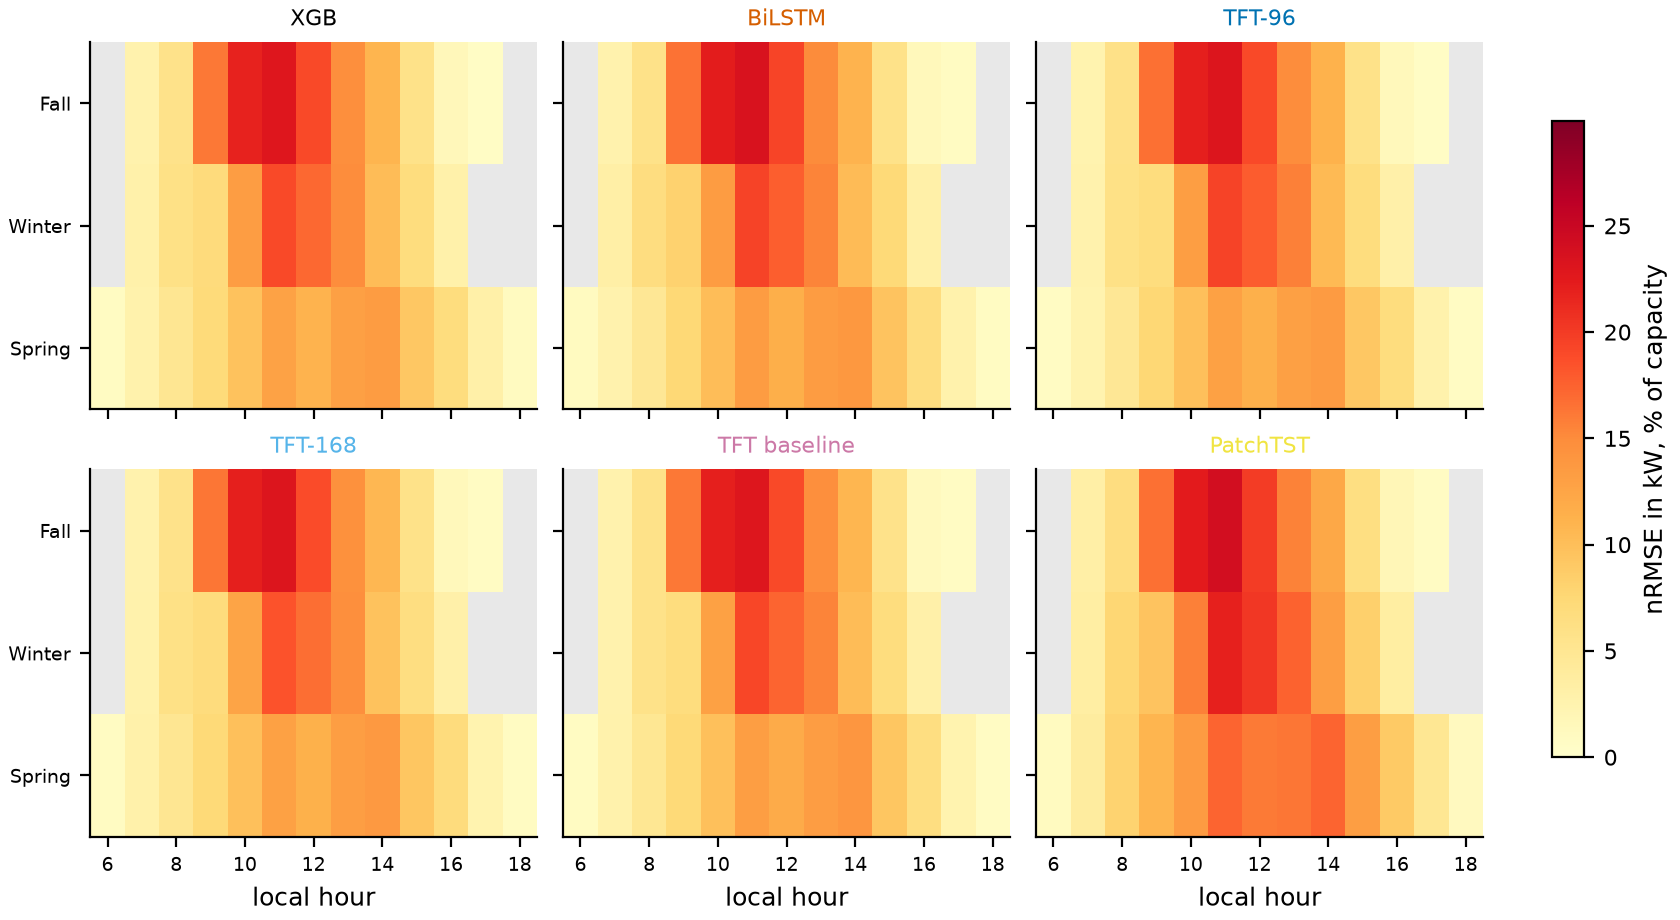 XGB
BiLSTM
TFT-96
Fall
Winter
Spring
TFT-168
TFT baseline
PatchTST
Fall
Winter
Spring
6 8 10 12 14 16 18
6 8 10 12 14 16 18
6 8 10 12 14 16 18
local hour
local hour
local hour
25
20
15
10
5
0
nRMSE in kW, % of capacity